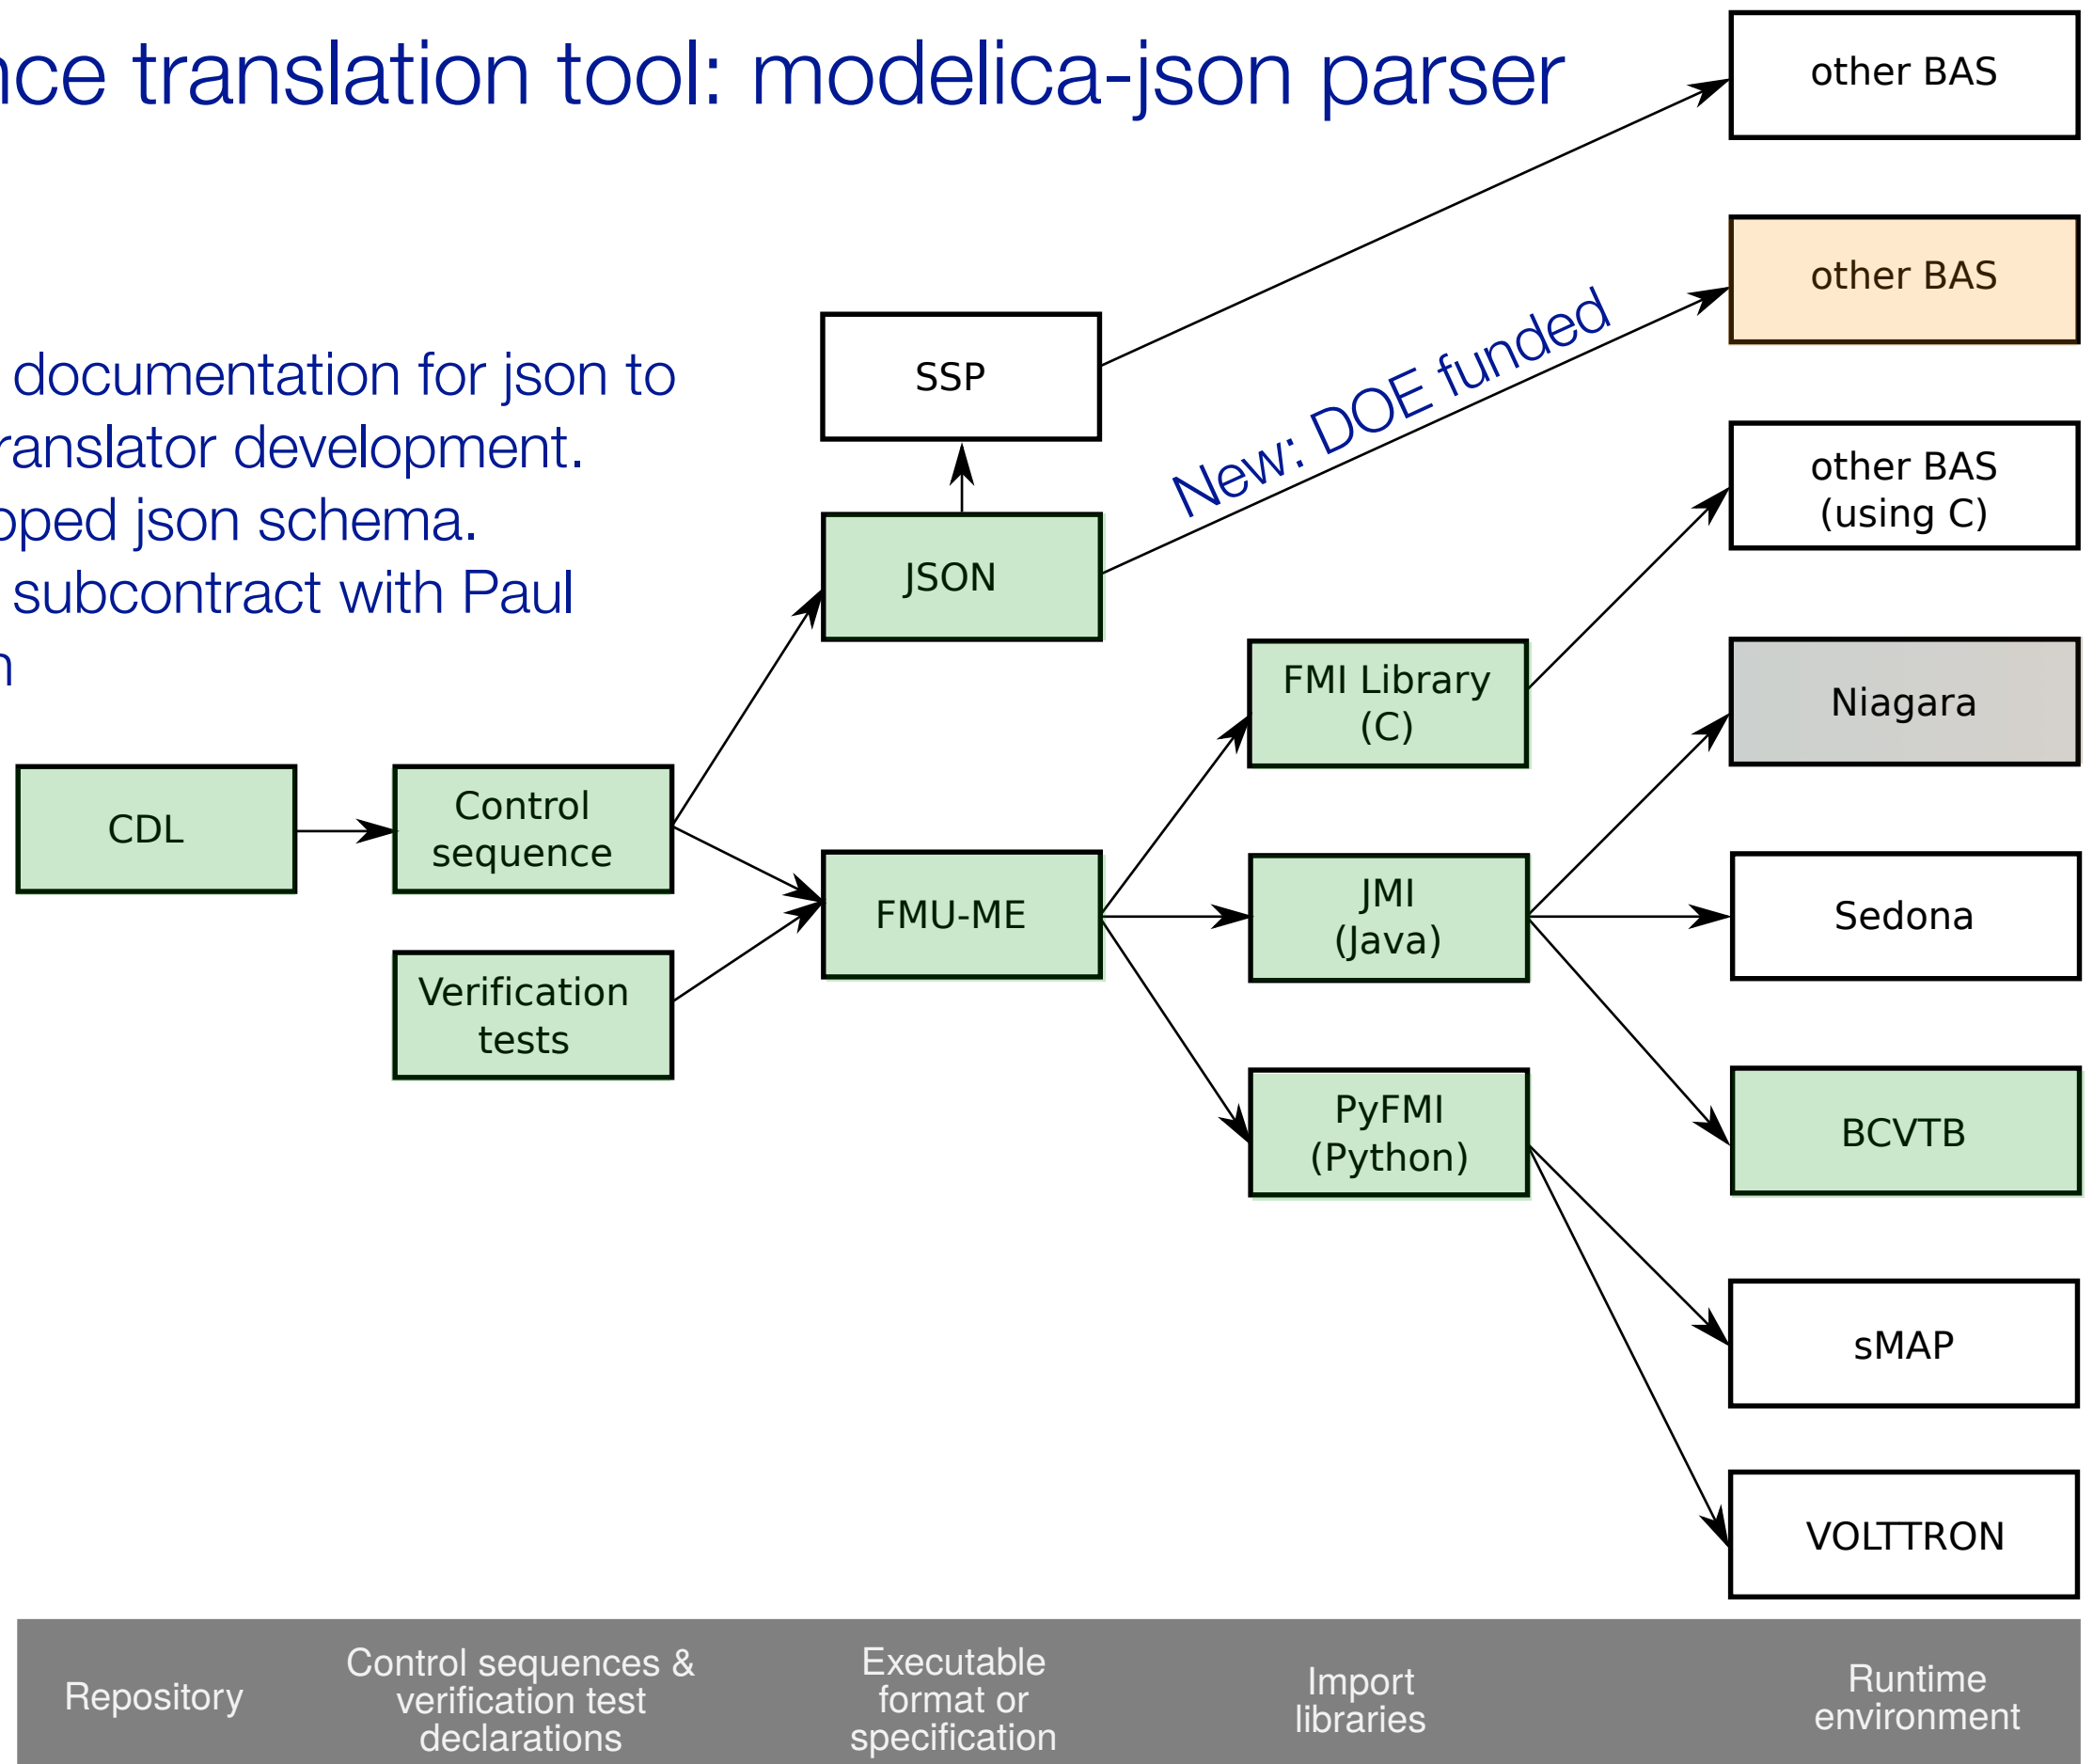 nce translation tool: modelica-json parser
documentation for json to
ranslator development.
oped json schema.
subcontract with Paul
n
other BAS
other BAS
New: DOE funded
other BAS
(using C)
SSP
JSON
FMI Library
(C)
Niagara
CDL
Control
sequence
FMU-ME
JMI
(Java)
Sedona
Verification
tests
PyFMI
(Python)
BCVTB
sMAP
VOLTTRON
Repository
Control sequences &
verification test
declarations
Executable
format or
specification
Import
libraries
Runtime
environment